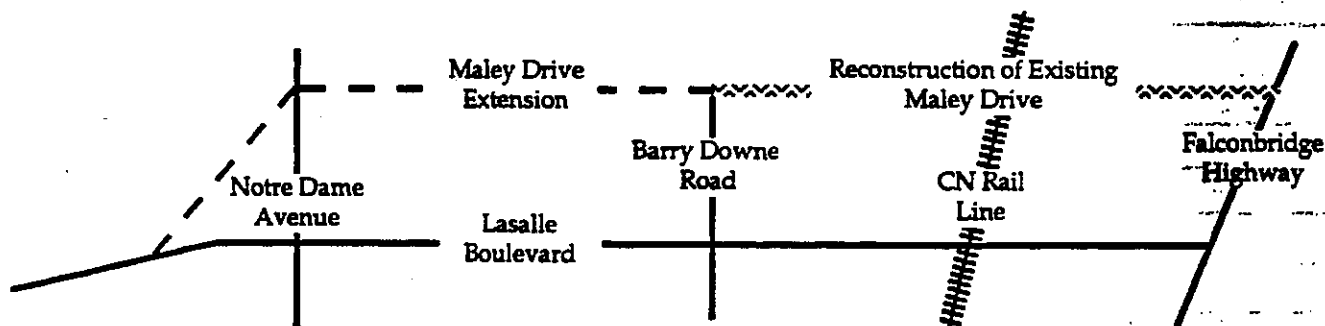 Maley Drive
Extension
Reconstruction of Existing
Maley Drive
Barry Downe
Road
Falconbridge
Highway
Notre Dame
Avenue
CN Rail
Line
Lasalle
Boulevard